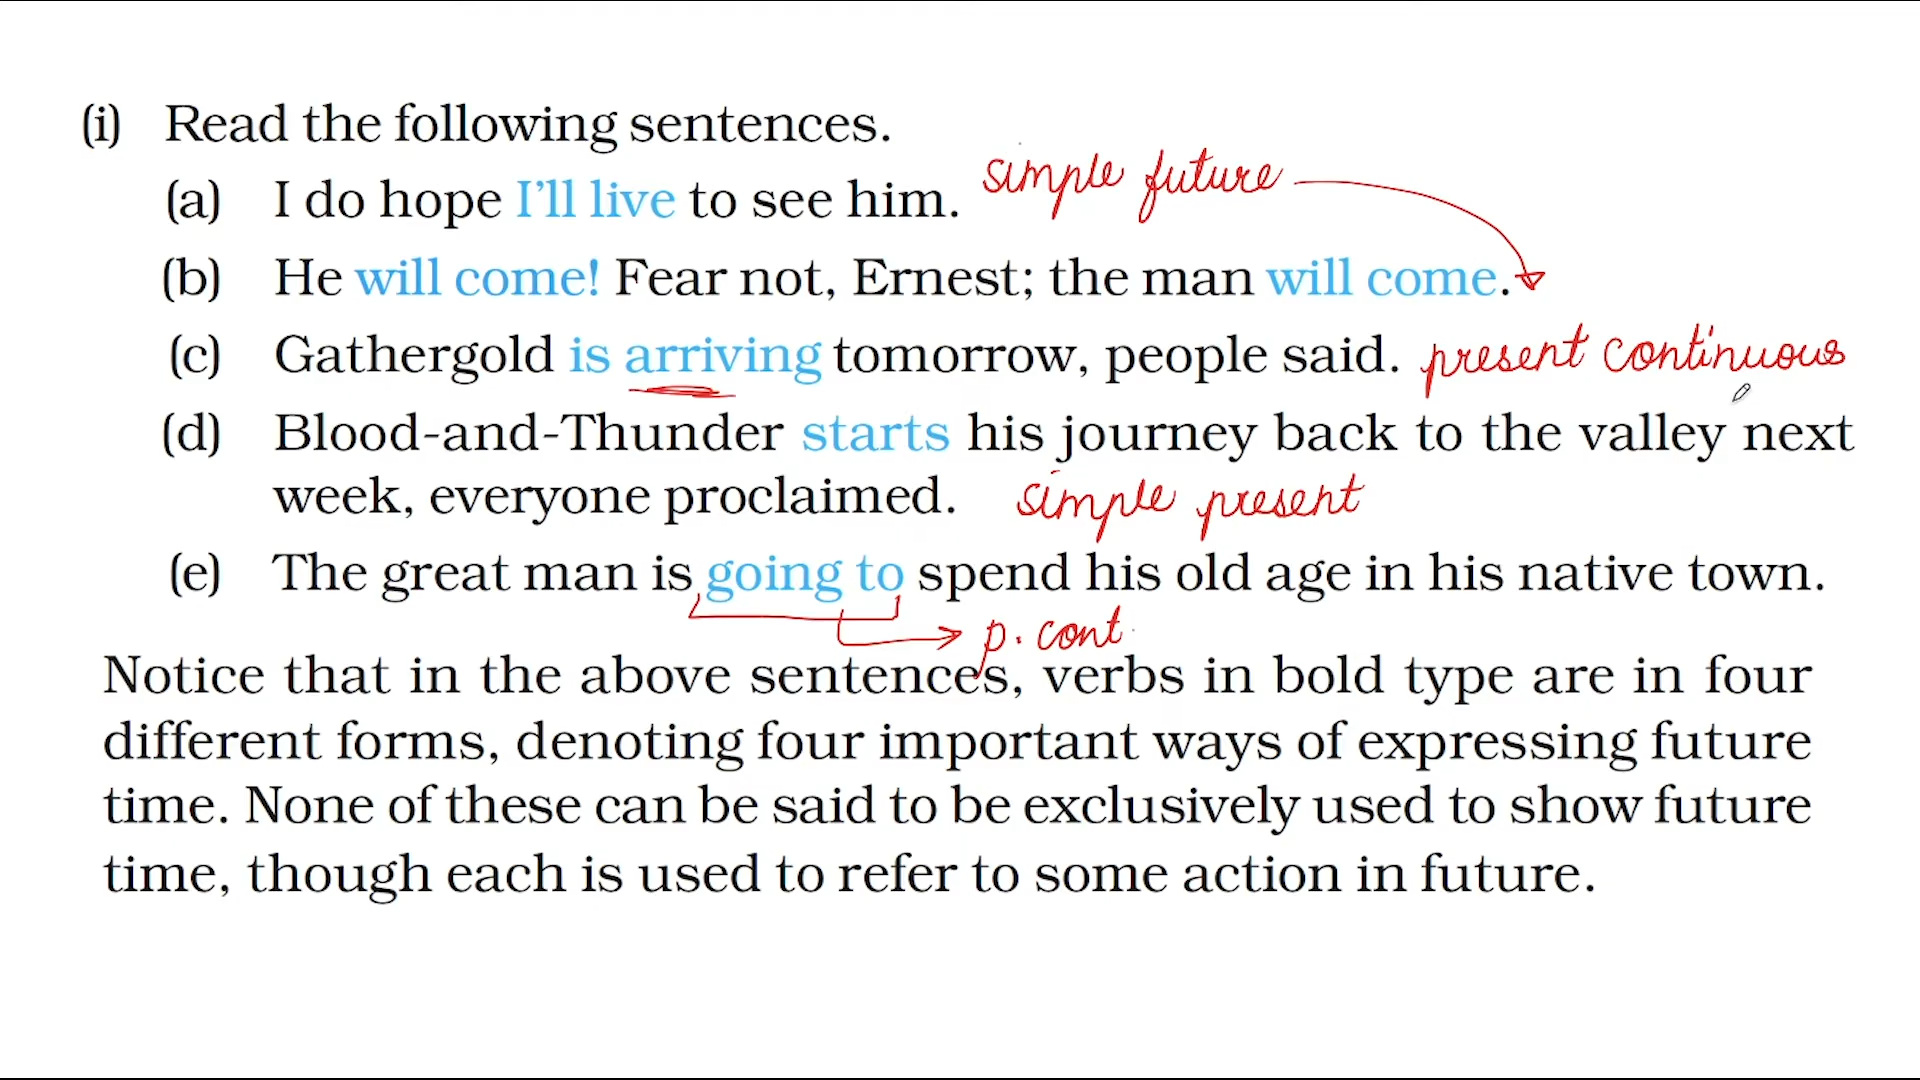 (i) Read the following sentences.
(a) I do hope I'll live to see him. simple future
(b) He will come! Fear not, Ernest; the man will come.
(c) Gathergold is arriving tomorrow, people said. present continuous
(d) Blood-and-Thunder starts his journey back to the valley next
week, everyone proclaimed. simple present
(e) The great man is going to spend his old age in his native town.
p. cont
Notice that in the above sentences, verbs in bold type are in four
different forms, denoting four important ways of expressing future
time. None of these can be said to be exclusively used to show future
time, though each is used to refer to some action in future.